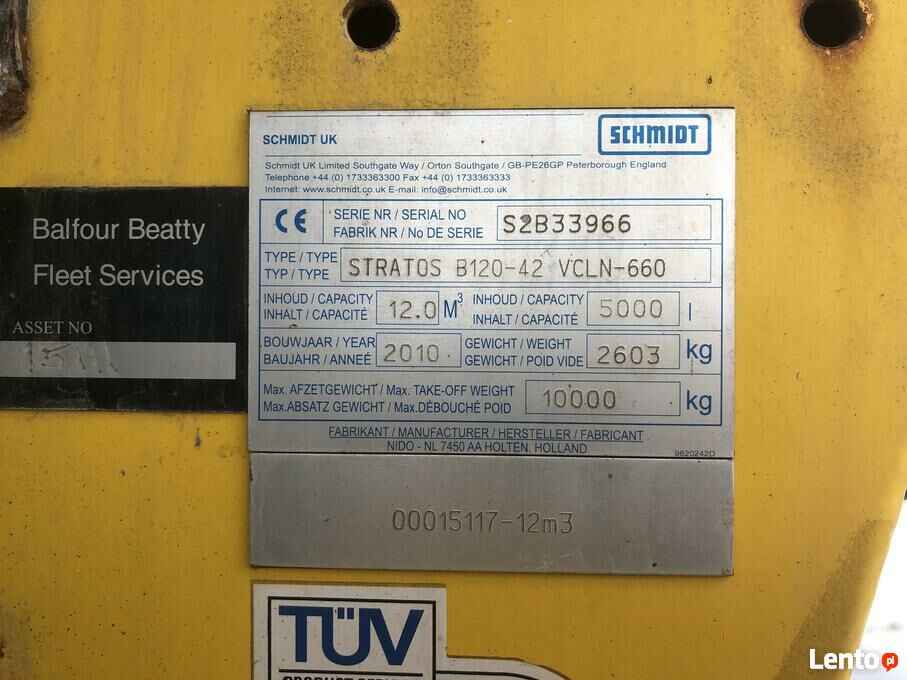 SCHMIDT UK
SCHMIDT
Schmidt UK Limited Southgate Way / Orton Southgate / GB-PE26GP Peterborough England
Telephone +44 (0) 1733363300 Fax +44 (0) 1733363333
Internet: www.schmidt.co.uk E-mail: info@schmidt.co.uk
CE
SERIE NR / SERIAL NO
FABRIK NR / No DE SERIE
S2B33966
TYPE / TYPE
TYP / TYPE
STRATOS B120-42 VCLN-660
INHOUD / CAPACITY
INHALT / CAPACITÉ
12.0 M³
INHOUD / CAPACITY
INHALT / CAPACITÉ
5000 l
BOUWJAAR / YEAR
BAUJAHR / ANNEÉ
2010
GEWICHT / WEIGHT
GEWICHT / POID VIDE
2603 kg
Max. AFZETGEWICHT / Max. TAKE-OFF WEIGHT
Max. ABSATZ GEWICHT / Max. DÉBOUCHÉ POID
10000 kg
FABRIKANT / MANUFACTURER / HERSTELLER / FABRICANT
NIDO - NL 7450 AA HOLTEN. HOLLAND
9820242D
00015117-12m3
Balfour Beatty
Fleet Services
ASSET NO
TÜV
PRODUCT SERVICE
Lento.pl